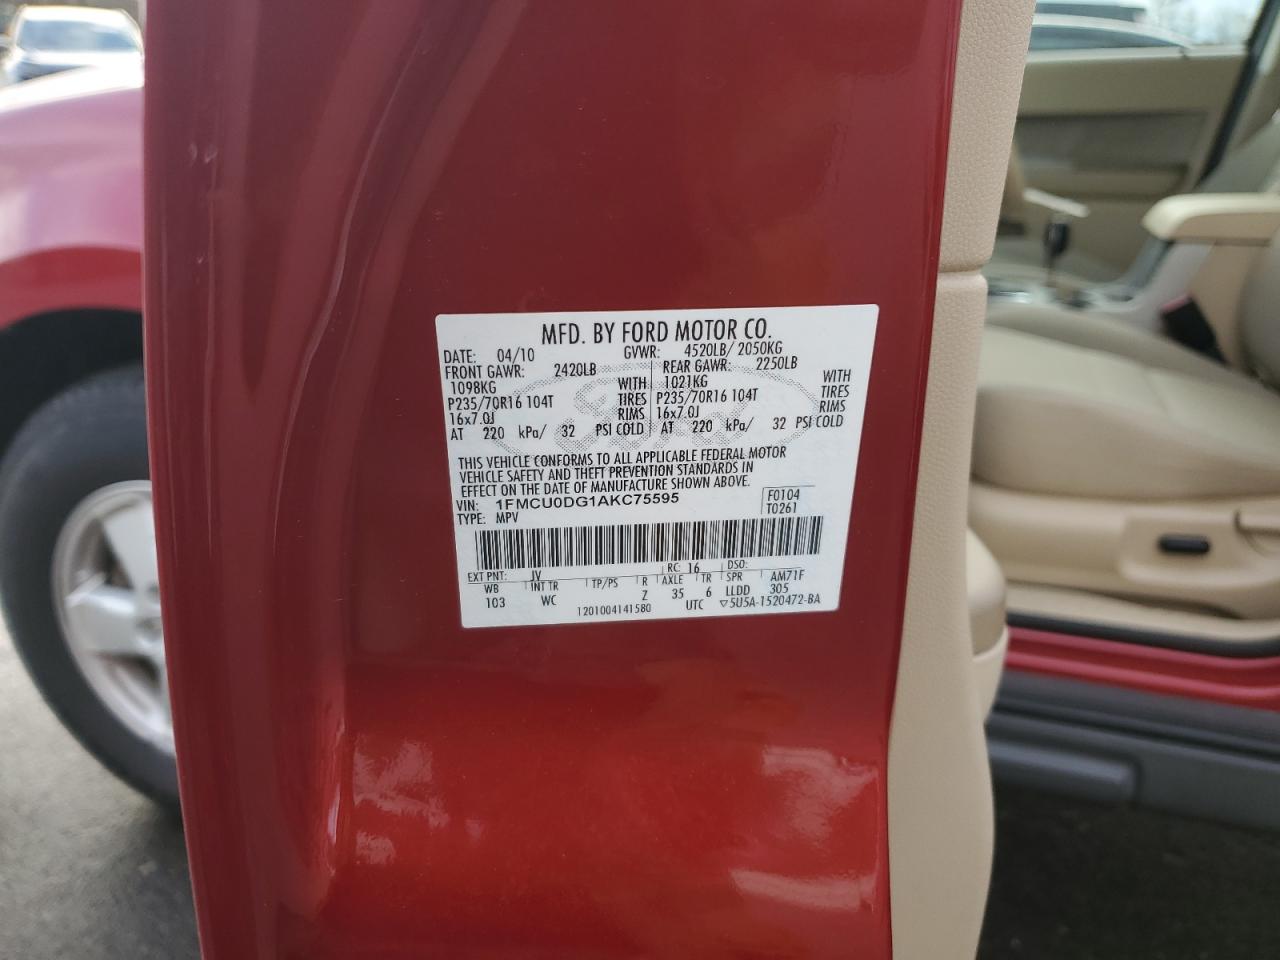 MFD. BY FORD MOTOR CO.
DATE: 04/10 GVWR: 4520LB/ 2050KG
FRONT GAWR: 2420LB REAR GAWR: 2250LB
1098KG WITH 1021KG WITH
P235/70R16 104T TIRES P235/70R16 104T TIRES
16x7.0J RIMS 16x7.0J RIMS
AT 220 kPa/ 32 PSI COLD AT 220 kPa/ 32 PSI COLD
Ford
THIS VEHICLE CONFORMS TO ALL APPLICABLE FEDERAL MOTOR
VEHICLE SAFETY AND THEFT PREVENTION STANDARDS IN
EFFECT ON THE DATE OF MANUFACTURE SHOWN ABOVE.
VIN: 1FMCU0DG1AKC75595 F0104
TYPE: MPV T0261
EXT PNT: JV RC: 16 DSO:
WB INT TR TP/PS R AXLE TR SPR AM71F
103 WC Z 35 6 LLDD 305
1201004141580 UTC ▽5U5A-1520472-BA